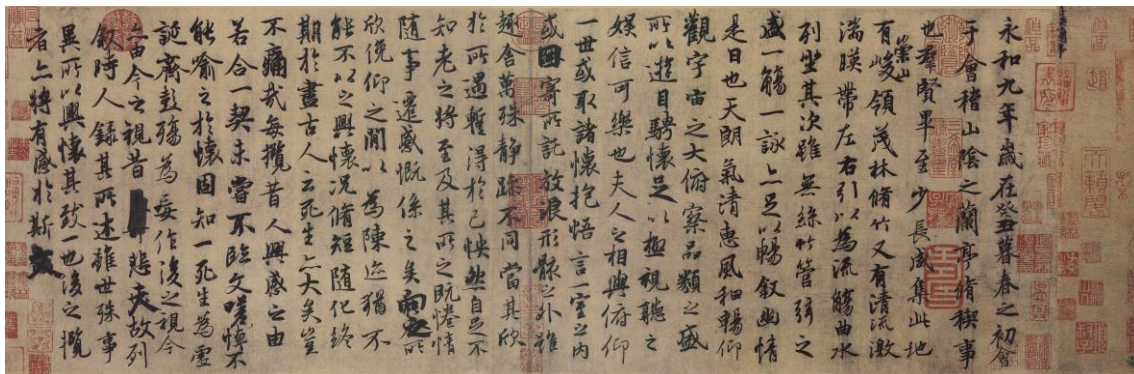 永和九年歲在癸丑暮春之初會
于會稽山陰之蘭亭脩稧事
也群賢畢至少長咸集此地
有崇山峻領茂林脩竹又有清流激
湍暎帶左右引以為流觴曲水
列坐其次雖無絲竹管弦之
盛一觴一詠亦足以暢敘幽情
是日也天朗氣清惠風和暢仰
觀宇宙之大俯察品類之盛
所以遊目騁懷足以極視聽之
娛信可樂也夫人之相與俯仰
一世或取諸懷抱悟言一室之內
或因寄所託放浪形骸之外雖
趣舍萬殊靜躁不同當其欣
於所遇暫得於己怏然自足不
知老之將至及其所之既惓情
隨事遷感慨係之矣向之所
欣俛仰之間以為陳迹猶不
能不以之興懷況脩短隨化終
期於盡古人云死生亦大矣豈
不痛哉每攬昔人興感之由
若合一契未嘗不臨文嗟悼不
能喻之於懷固知一死生為虛
誕齊彭殤為妄作後之視今
亦由今之視昔悲夫故列
敘時人錄其所述雖世殊事
異所以興懷其致一也後之攬
者亦將有感於斯文